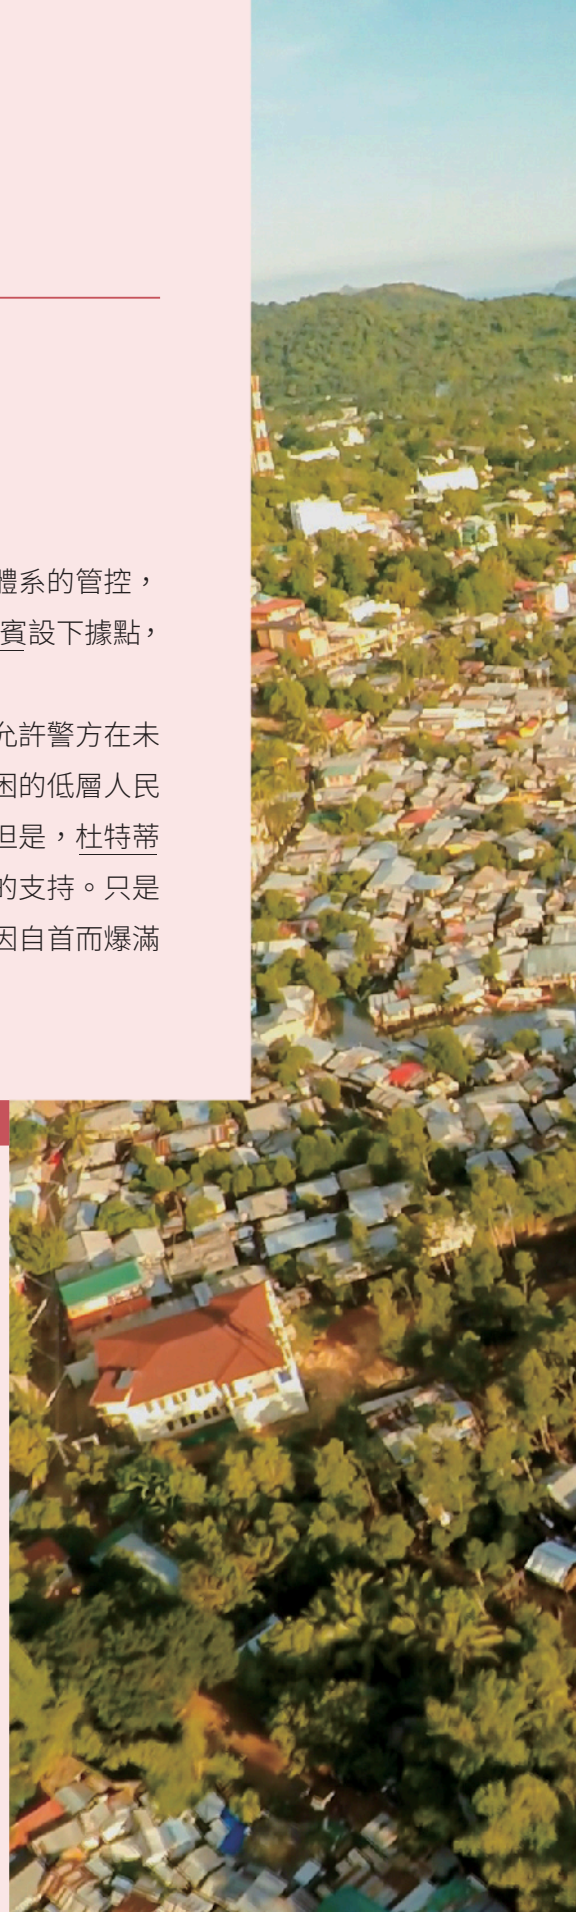 體系的管控，
賓設下據點，
允許警方在未
困的低層人民
但是，杜特蒂
的支持。只是
因自首而爆滿